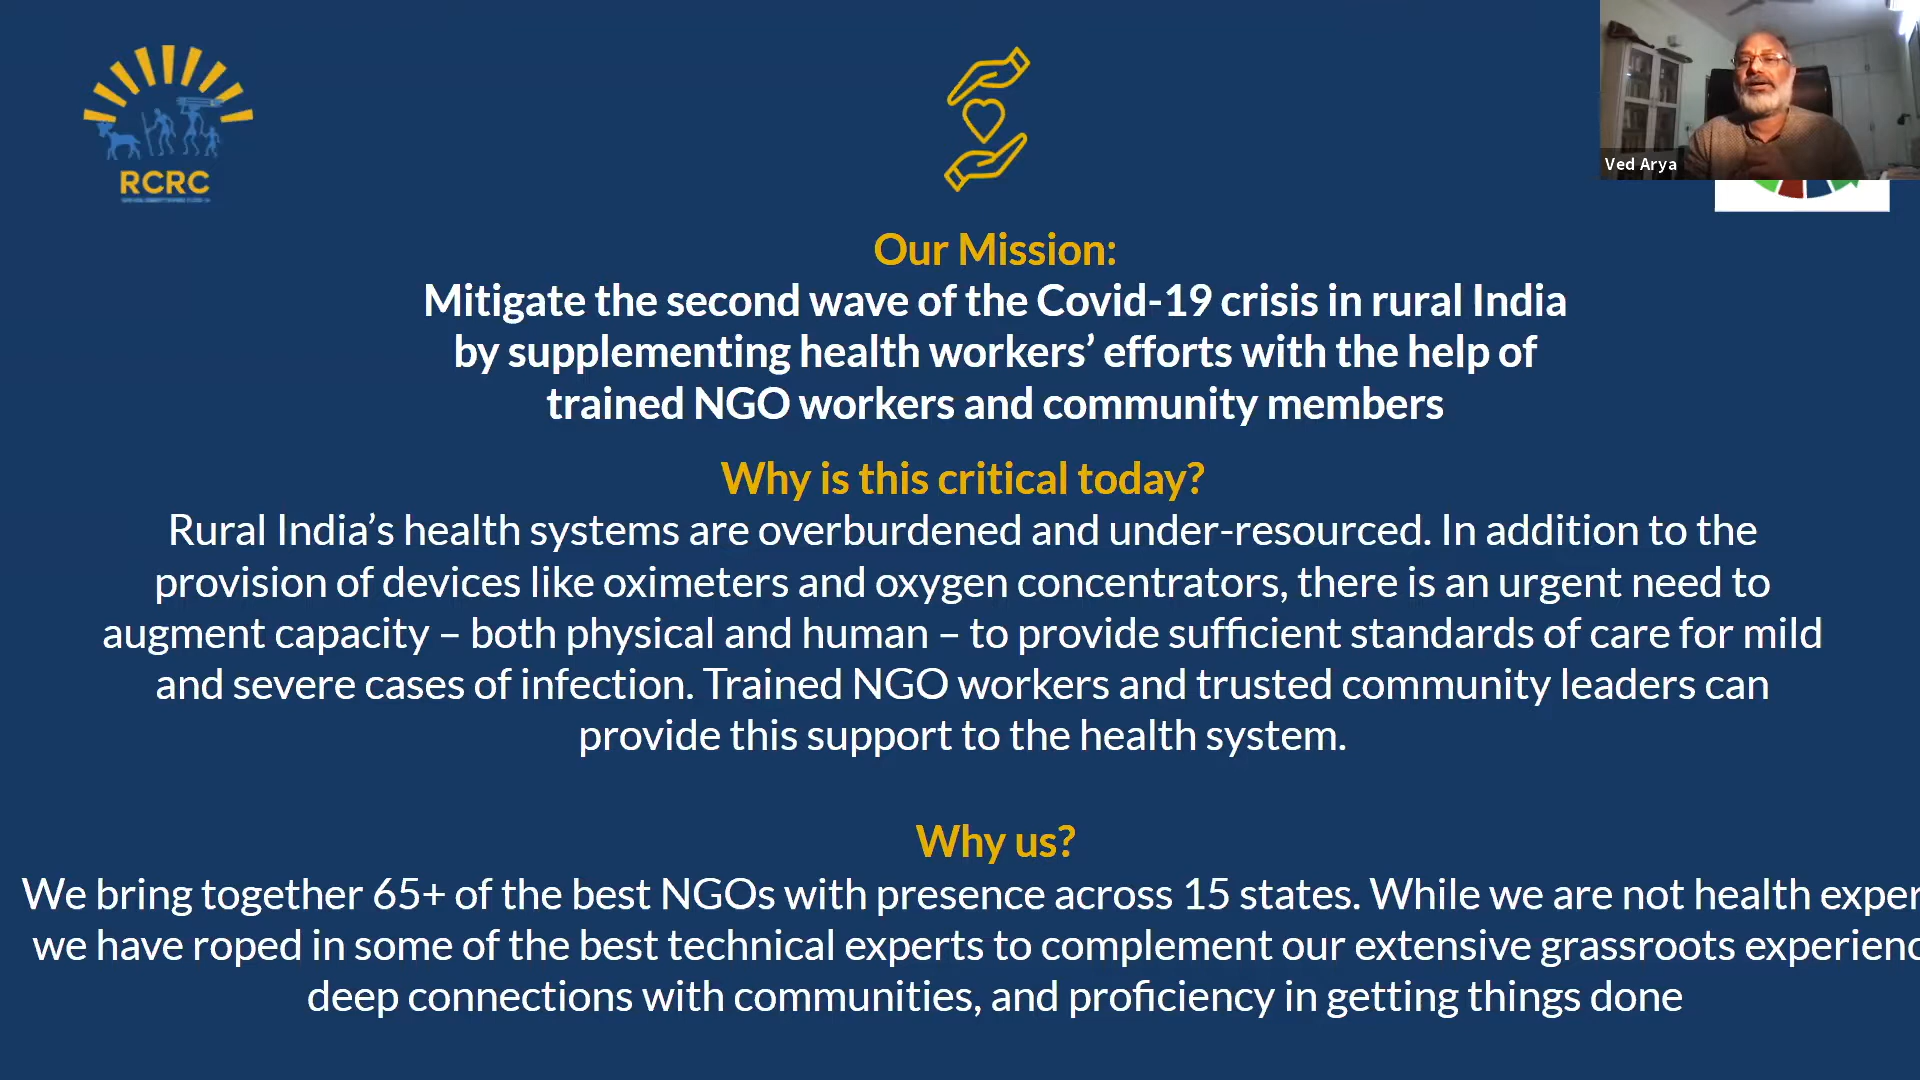 RCRC
Ved Arya
Our Mission:
Mitigate the second wave of the Covid-19 crisis in rural India
by supplementing health workers’ efforts with the help of
trained NGO workers and community members
Why is this critical today?
Rural India’s health systems are overburdened and under-resourced. In addition to the
provision of devices like oximeters and oxygen concentrators, there is an urgent need to
augment capacity – both physical and human – to provide sufficient standards of care for mild
and severe cases of infection. Trained NGO workers and trusted community leaders can
provide this support to the health system.
Why us?
We bring together 65+ of the best NGOs with presence across 15 states. While we are not health exper
we have roped in some of the best technical experts to complement our extensive grassroots experienc
deep connections with communities, and proficiency in getting things done